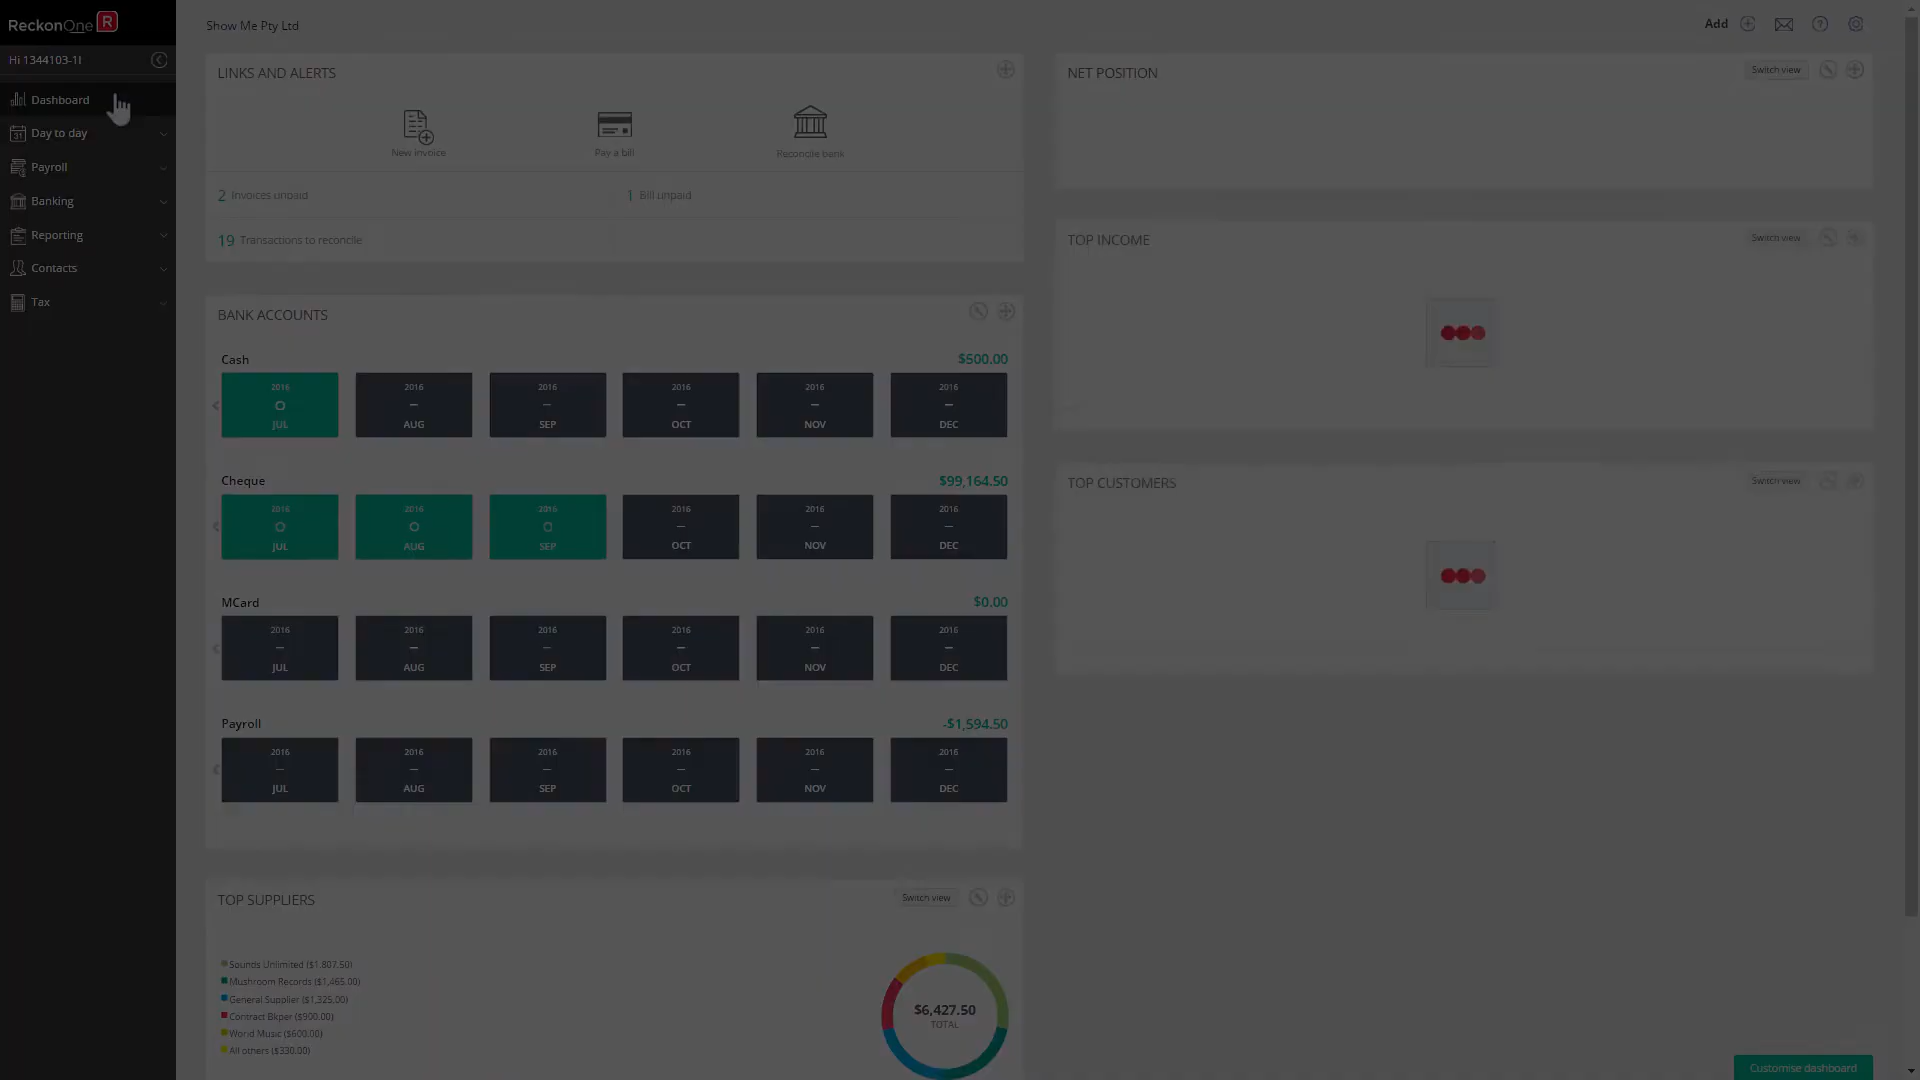 ReckonOne R
Hi 1344103-1I
Dashboard
Day to day
Payroll
Banking
Reporting
Contacts
Tax
Show Me Pty Ltd
Add
LINKS AND ALERTS
New invoice
Pay a bill
Reconcile bank
2 Invoices unpaid
1 Bill unpaid
19 Transactions to reconcile
BANK ACCOUNTS
Cash $500.00
2016 2016 2016 2016 2016 2016
JUL AUG SEP OCT NOV DEC
Cheque $99,164.50
2016 2016 2016 2016 2016 2016
JUL AUG SEP OCT NOV DEC
MCard $0.00
2016 2016 2016 2016 2016 2016
JUL AUG SEP OCT NOV DEC
Payroll -$1,594.50
2016 2016 2016 2016 2016 2016
JUL AUG SEP OCT NOV DEC
TOP SUPPLIERS
Switch view
Sounds Unlimited ($1,807.50)
Mushroom Records ($1,465.00)
General Supplier ($1,325.00)
Contract Bkper ($900.00)
World Music ($600.00)
All others ($330.00)
$6,427.50
TOTAL
NET POSITION
Switch view
TOP INCOME
Switch view
TOP CUSTOMERS
Switch view
Customise dashboard